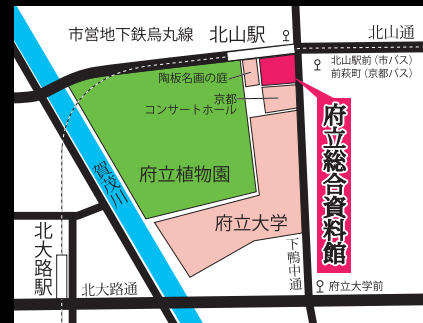 市営地下鉄烏丸線
北山駅
北山通
北山駅前(市バス)
前萩町(京都バス)
陶板名画の庭
京都
コンサートホール
府立総合資料館
府立植物園
賀茂川
府立大学
北大路駅
下鴨中通
北大路通
府立大学前